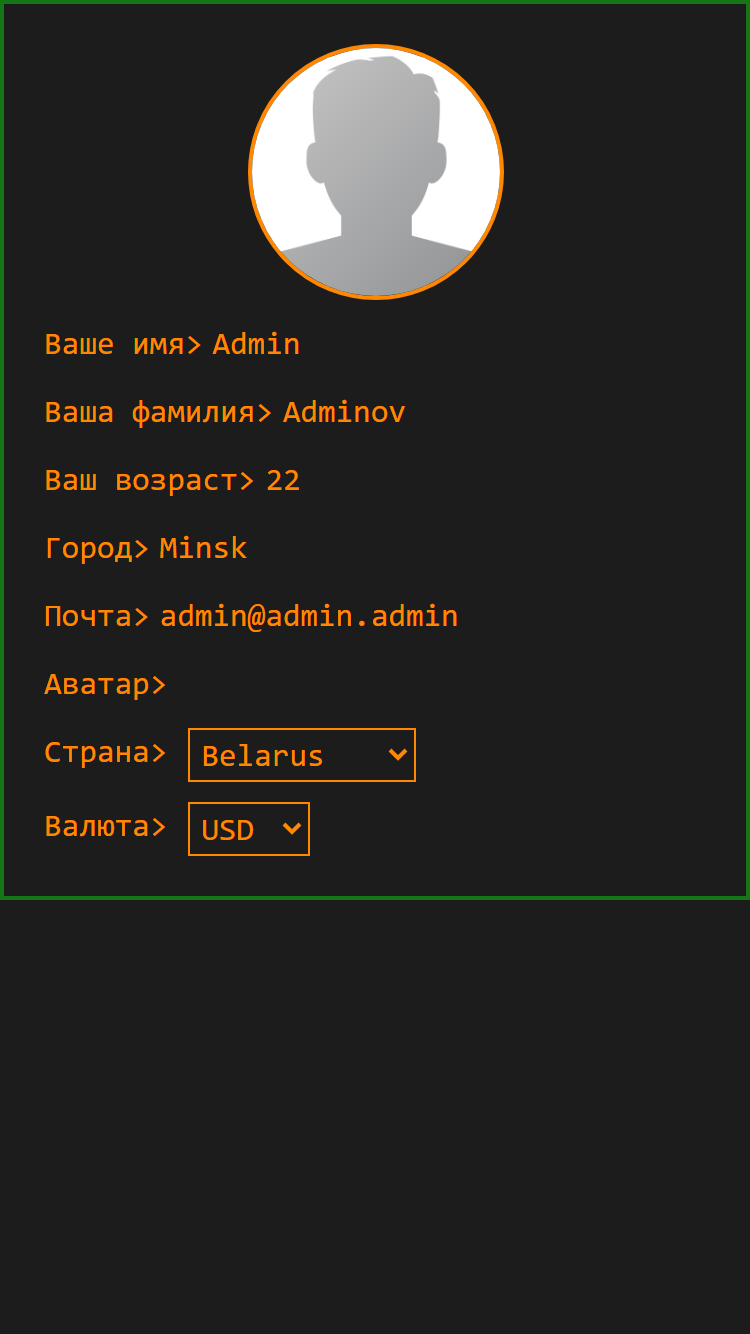 Ваше имя> Admin
Ваша фамилия> Adminov
Ваш возраст> 22
Город> Minsk
Почта> admin@admin.admin
Аватар>
Страна> Belarus
Валюта> USD